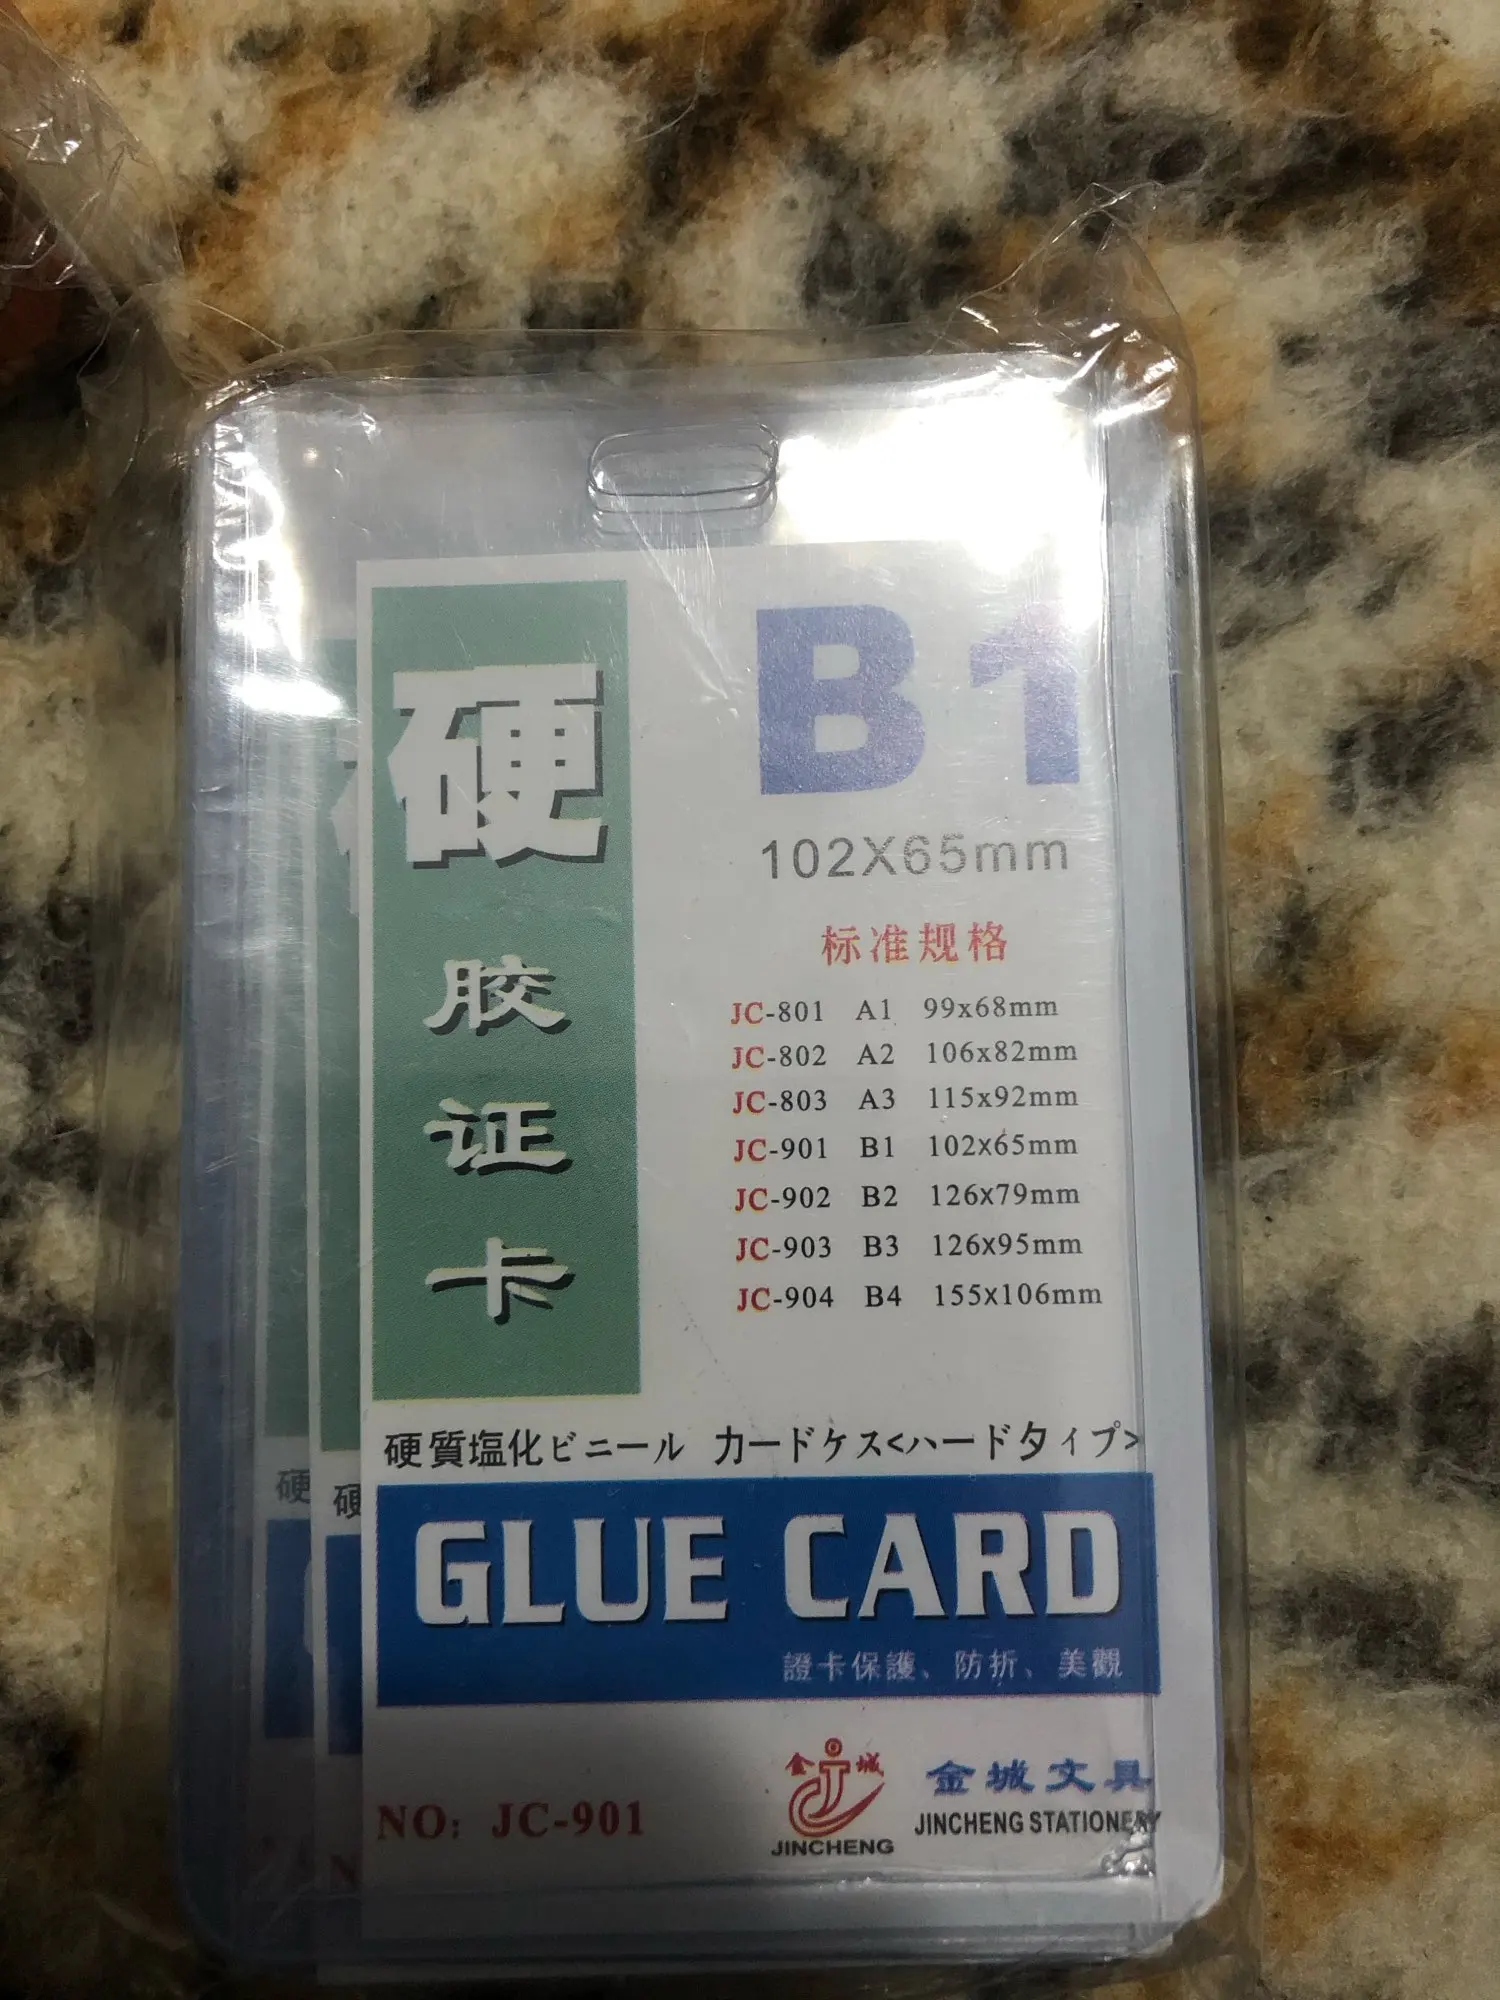 硬
胶
证
卡
B1
102X65mm
标准规格
JC-801 A1 99x68mm
JC-802 A2 106x82mm
JC-803 A3 115x92mm
JC-901 B1 102x65mm
JC-902 B2 126x79mm
JC-903 B3 126x95mm
JC-904 B4 155x106mm
硬質塩化ビニール カードケス<ハードタイプ>
硬
硬
GLUE CARD
證卡保護、防折、美觀
NO: JC-901
金 城
JINCHENG
金城文具
JINCHENG STATIONERY
N